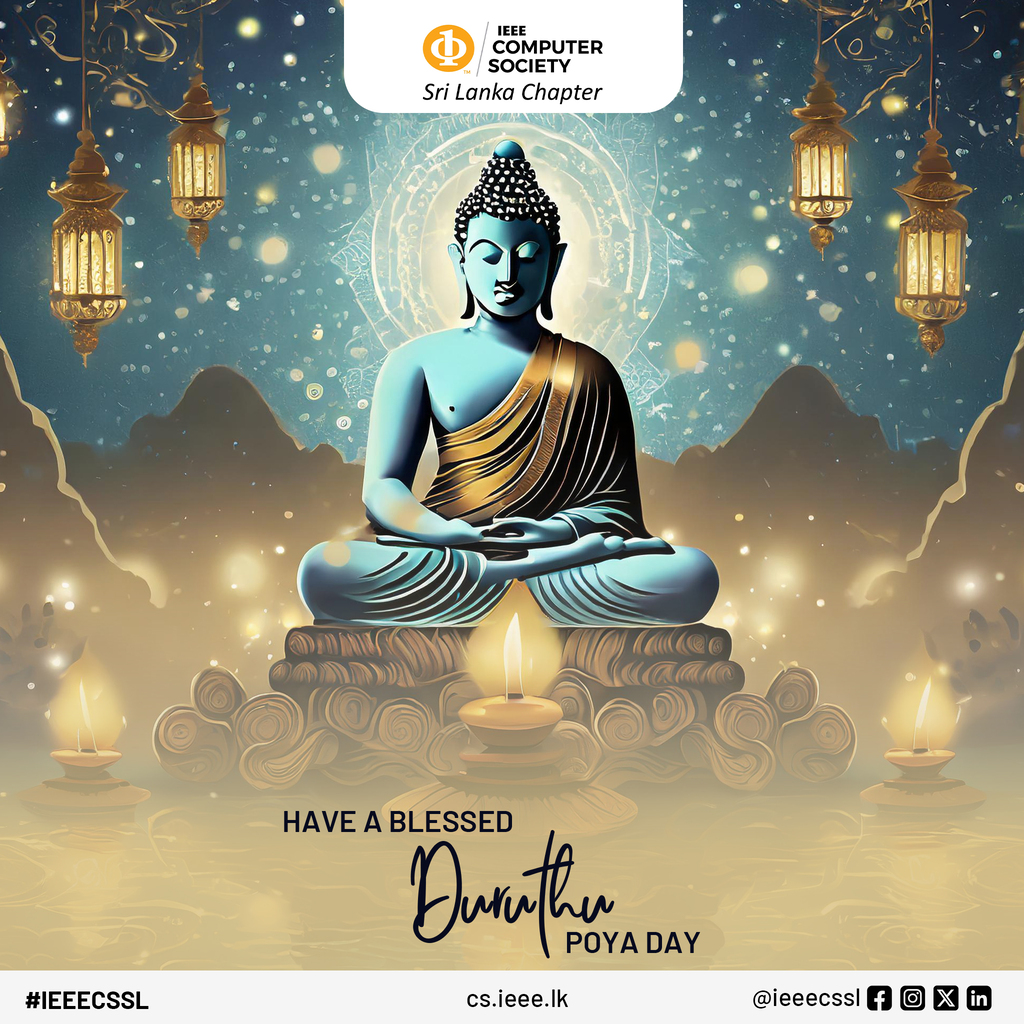 IEEE
COMPUTER
SOCIETY
Sri Lanka Chapter
HAVE A BLESSED
Duruthu
POYA DAY
#IEEECSSL
cs.ieee.lk
@ieeecssl